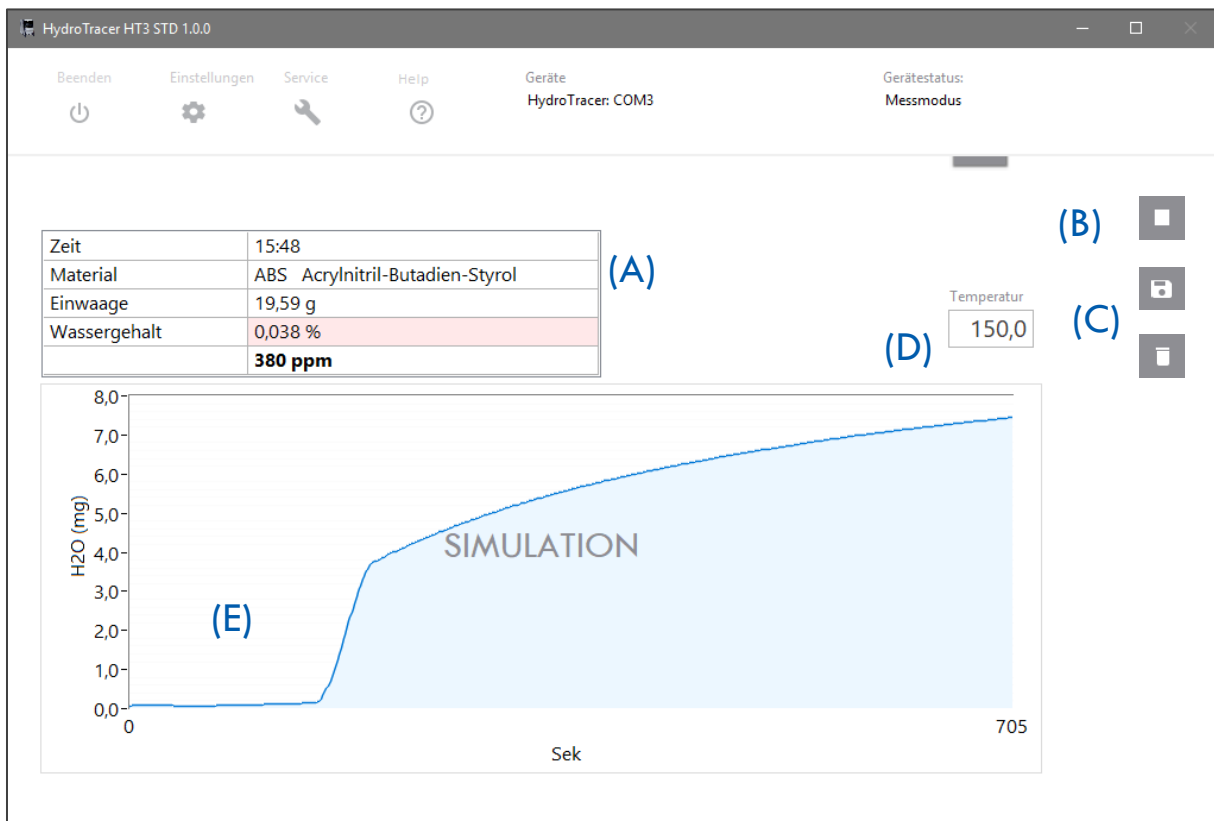 HydroTracer HT3 STD 1.0.0
Beenden Einstellungen Service Help Geräte Gerätestatus:
HydroTracer: COM3 Messmodus
(B)
Zeit 15:48
(A)
Material ABS Acrylnitril-Butadien-Styrol
Einwaage 19,59 g
Temperatur
Wassergehalt 0,038 %
150,0
(C)
(D)
380 ppm
8,0
7,0
6,0
5,0
4,0
3,0
2,0
1,0
0,0
H2O (mg)
SIMULATION
(E)
0 705
Sek